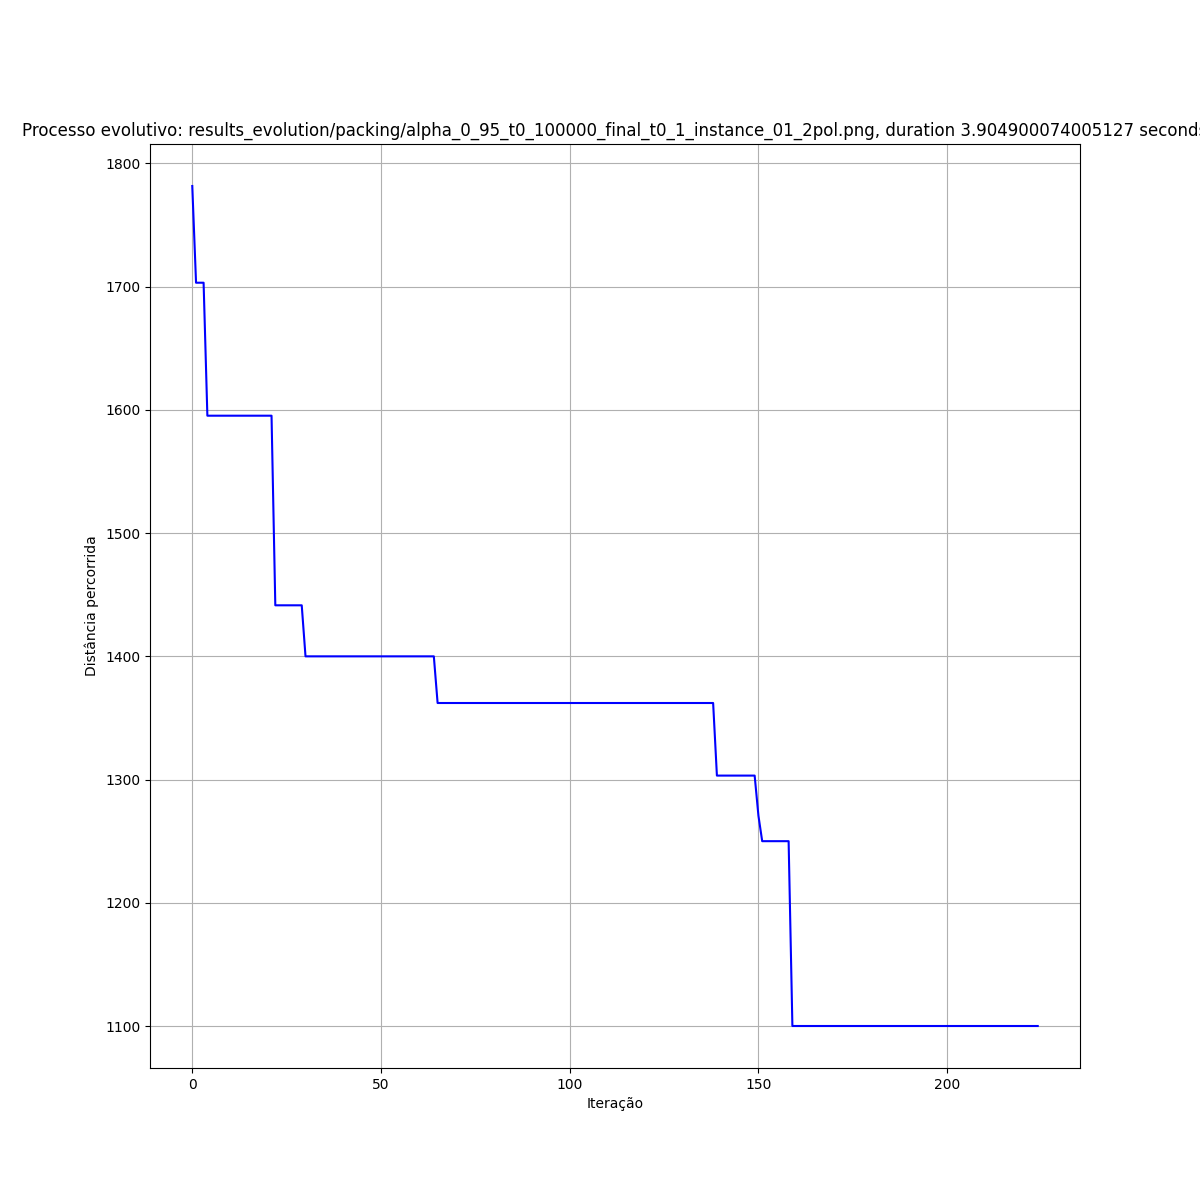 Processo evolutivo: results_evolution/packing/alpha_0_95_t0_100000_final_t0_1_instance_01_2pol.png, duration 3.904900074005127 seconds
1800
1700
1600
1500
1400
1300
1200
1100
Distância percorrida
0 50 100 150 200
Iteração